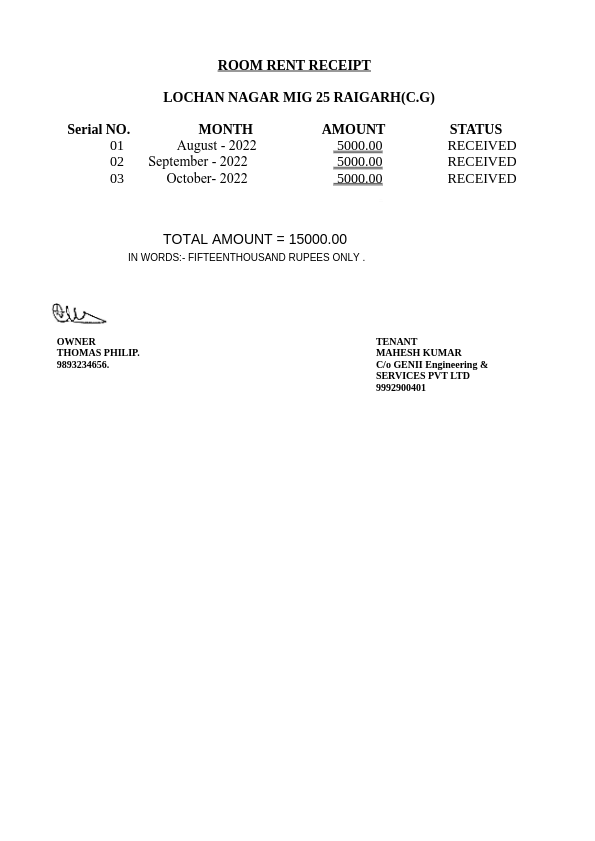 ROOM RENT RECEIPT
LOCHAN NAGAR MIG 25 RAIGARH(C.G)
Serial NO. MONTH AMOUNT STATUS
01 August - 2022 5000.00 RECEIVED
02 September - 2022 5000.00 RECEIVED
03 October- 2022 5000.00 RECEIVED
TOTAL AMOUNT = 15000.00
IN WORDS:- FIFTEENTHOUSAND RUPEES ONLY .
OWNER
THOMAS PHILIP.
9893234656.
TENANT
MAHESH KUMAR
C/o GENII Engineering &
SERVICES PVT LTD
9992900401